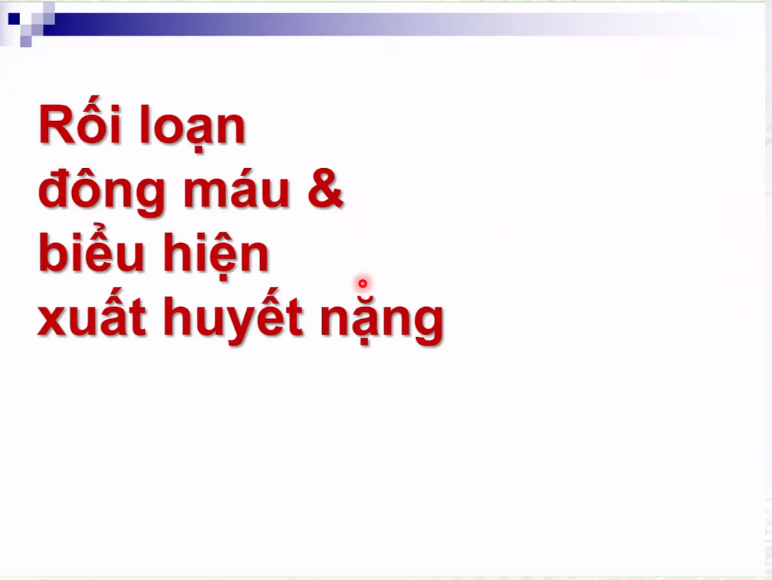 Rối loạn
đông máu &
biểu hiện
xuất huyết nặng